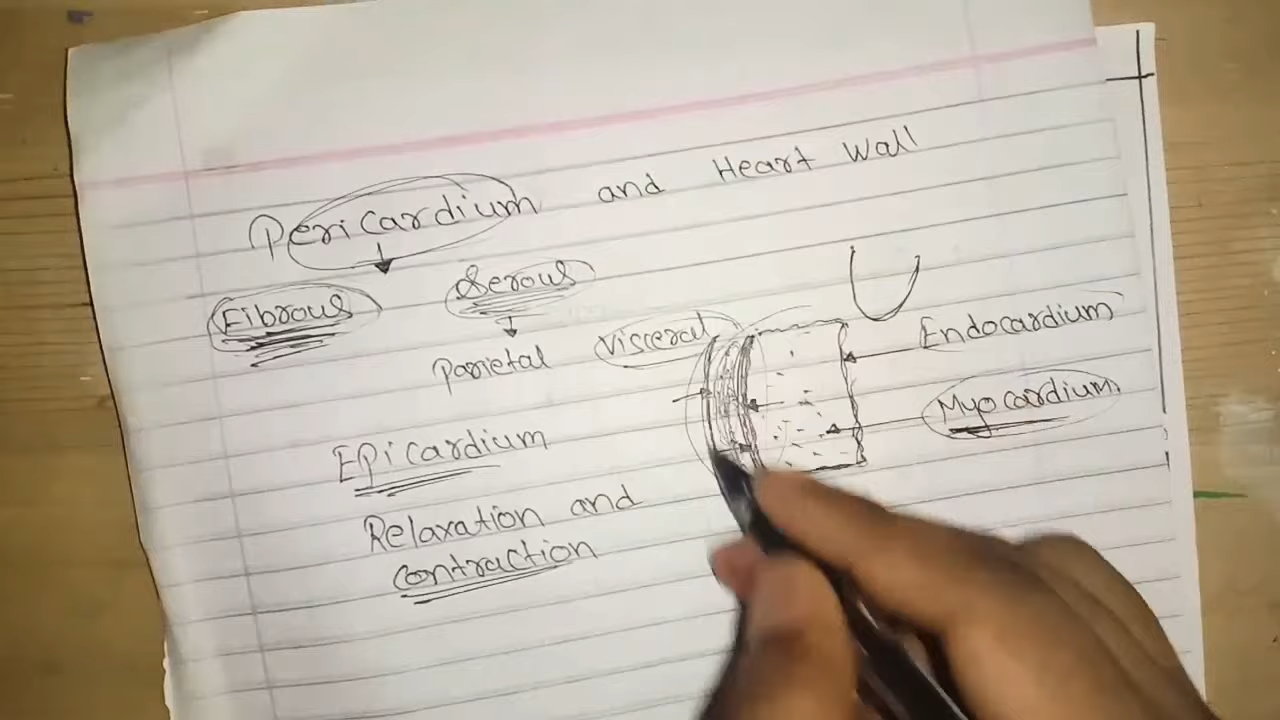 Pericardium and Heart Wall
Fibrous Serous
Parietal Visceral
Endocardium
Myocardium
Epicardium
Relaxation and
contraction